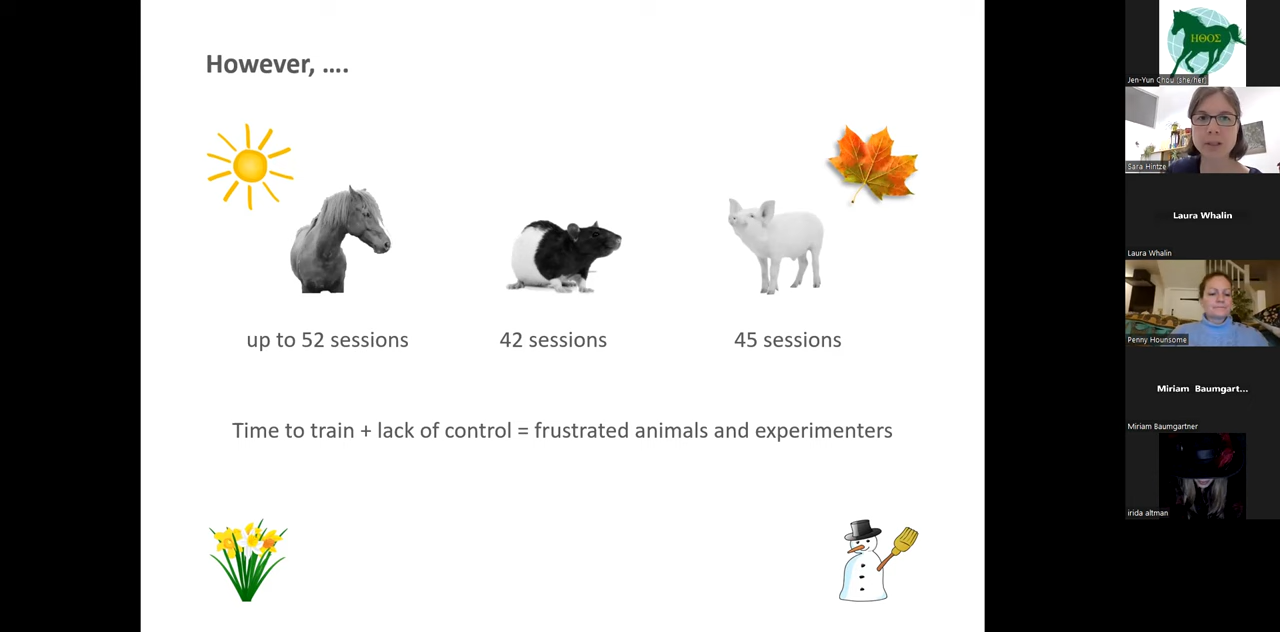 However, ....
up to 52 sessions
42 sessions
45 sessions
Time to train + lack of control = frustrated animals and experimenters
ΗΘΟΣ
Jen-Yun Chou (she/her)
Sara Hintze
Laura Whalin
Laura Whalin
Penny Hounsome
Miriam Baumgart...
Miriam Baumgartner
irida altman